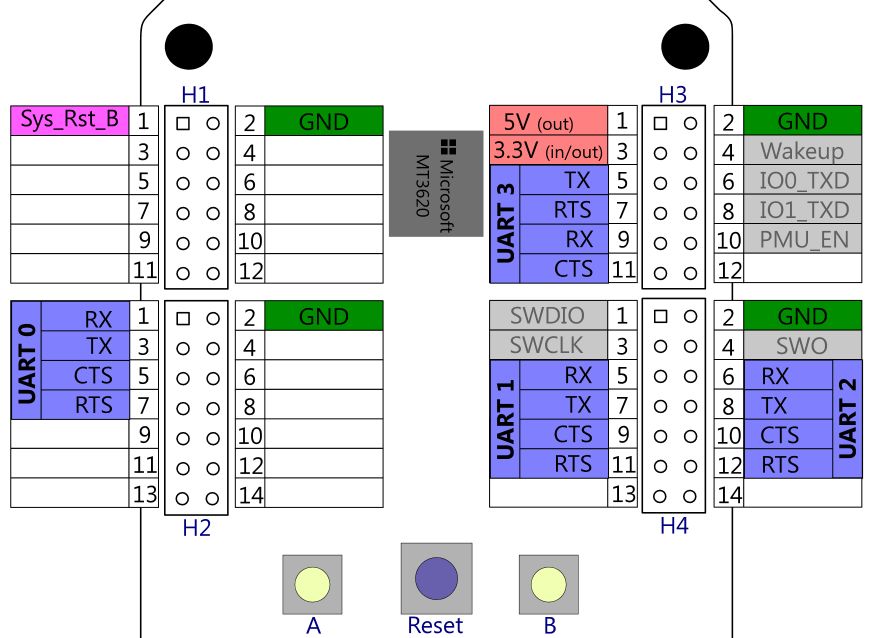 H1
H3
Sys_Rst_B 1 2 GND
3 4
5 6
7 8
9 10
11 12
Microsoft
MT3620
5V (out) 1 2 GND
3.3V (in/out) 3 4 Wakeup
UART 3
TX 5 6 IO0_TXD
RTS 7 8 IO1_TXD
RX 9 10 PMU_EN
CTS 11 12
UART 0
RX 1 2 GND
TX 3 4
CTS 5 6
RTS 7 8
9 10
11 12
13 14
H2
SWDIO 1 2 GND
SWCLK 3 4 SWO
UART 1
RX 5 6 RX
TX 7 8 TX
CTS 9 10 CTS
RTS 11 12 RTS
UART 2
13 14
H4
A
Reset
B